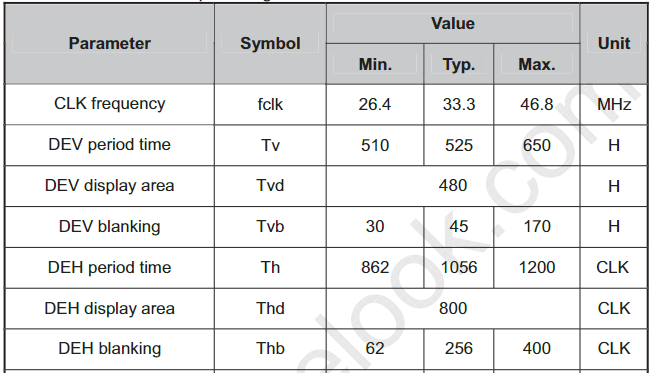 Value
Parameter Symbol Unit
Min. Typ. Max.
CLK frequency fclk 26.4 33.3 46.8 MHz
DEV period time Tv 510 525 650 H
DEV display area Tvd 480 H
DEV blanking Tvb 30 45 170 H
DEH period time Th 862 1056 1200 CLK
DEH display area Thd 800 CLK
DEH blanking Thb 62 256 400 CLK
elook.com